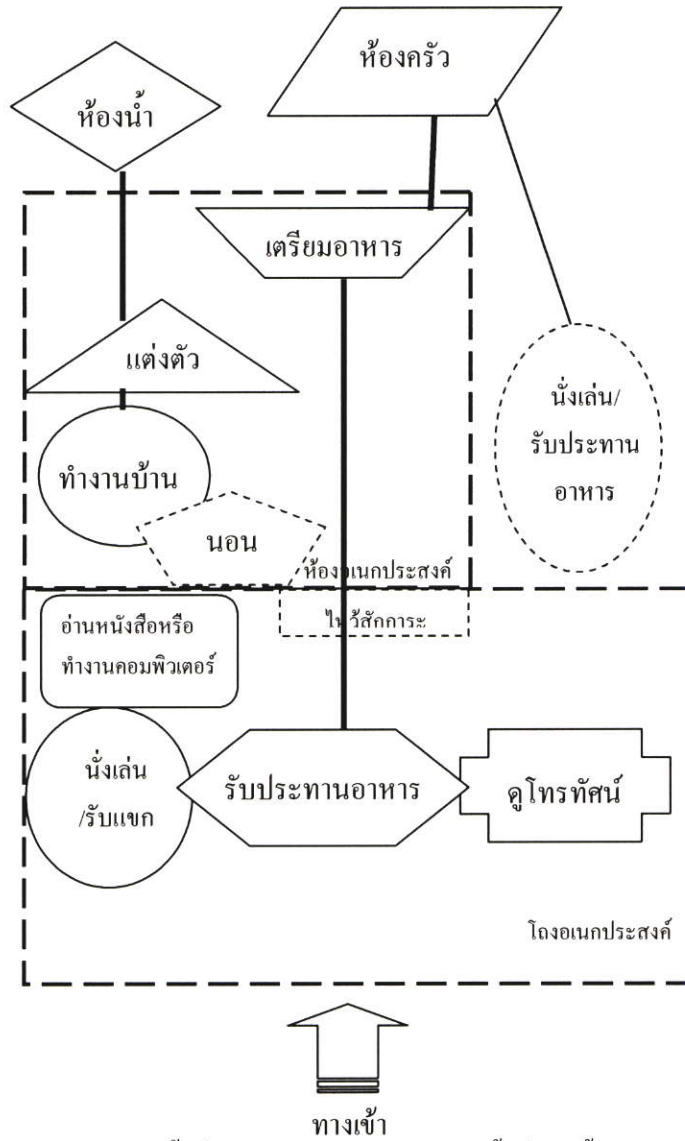 ห้องครัว
ห้องน้ำ
เตรียมอาหาร
แต่งตัว
นั่งเล่น/
รับประทาน
อาหาร
ทำงานบ้าน
นอน
ห้องอเนกประสงค์
ไหว้สักการะ
อ่านหนังสือหรือ
ทำงานคอมพิวเตอร์
นั่งเล่น
/รับแขก
รับประทานอาหาร
ดูโทรทัศน์
โถงอเนกประสงค์
ทางเข้า